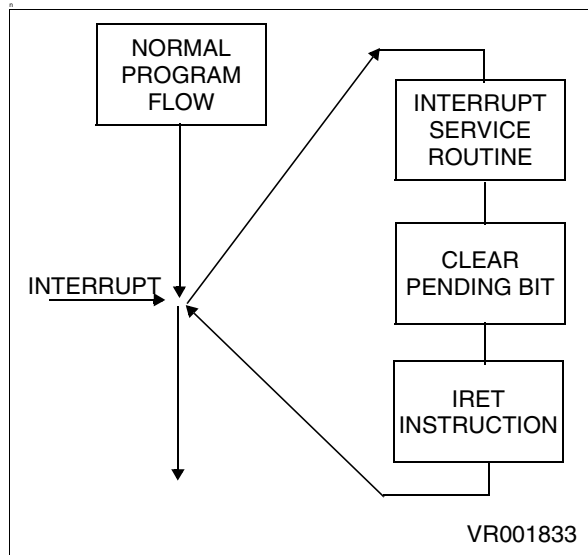 n
NORMAL
PROGRAM
FLOW
INTERRUPT
SERVICE
ROUTINE
INTERRUPT
CLEAR
PENDING BIT
IRET
INSTRUCTION
VR001833